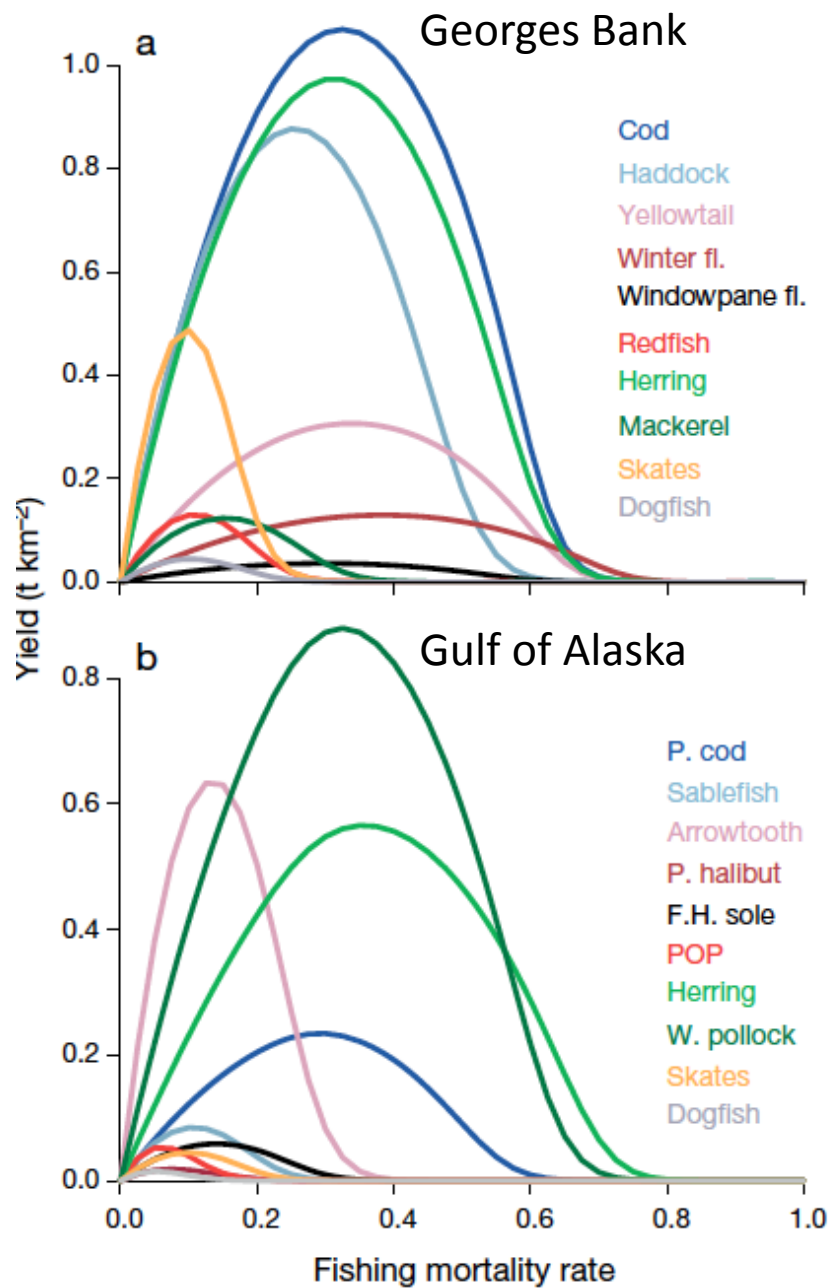 a
Georges Bank
1.0
0.8
0.6
0.4
0.2
0.0
Cod
Haddock
Yellowtail
Winter fl.
Windowpane fl.
Redfish
Herring
Mackerel
Skates
Dogfish
Yield (t km⁻²)
b
Gulf of Alaska
0.8
0.6
0.4
0.2
0.0
P. cod
Sablefish
Arrowtooth
P. halibut
F.H. sole
POP
Herring
W. pollock
Skates
Dogfish
0.0 0.2 0.4 0.6 0.8 1.0
Fishing mortality rate